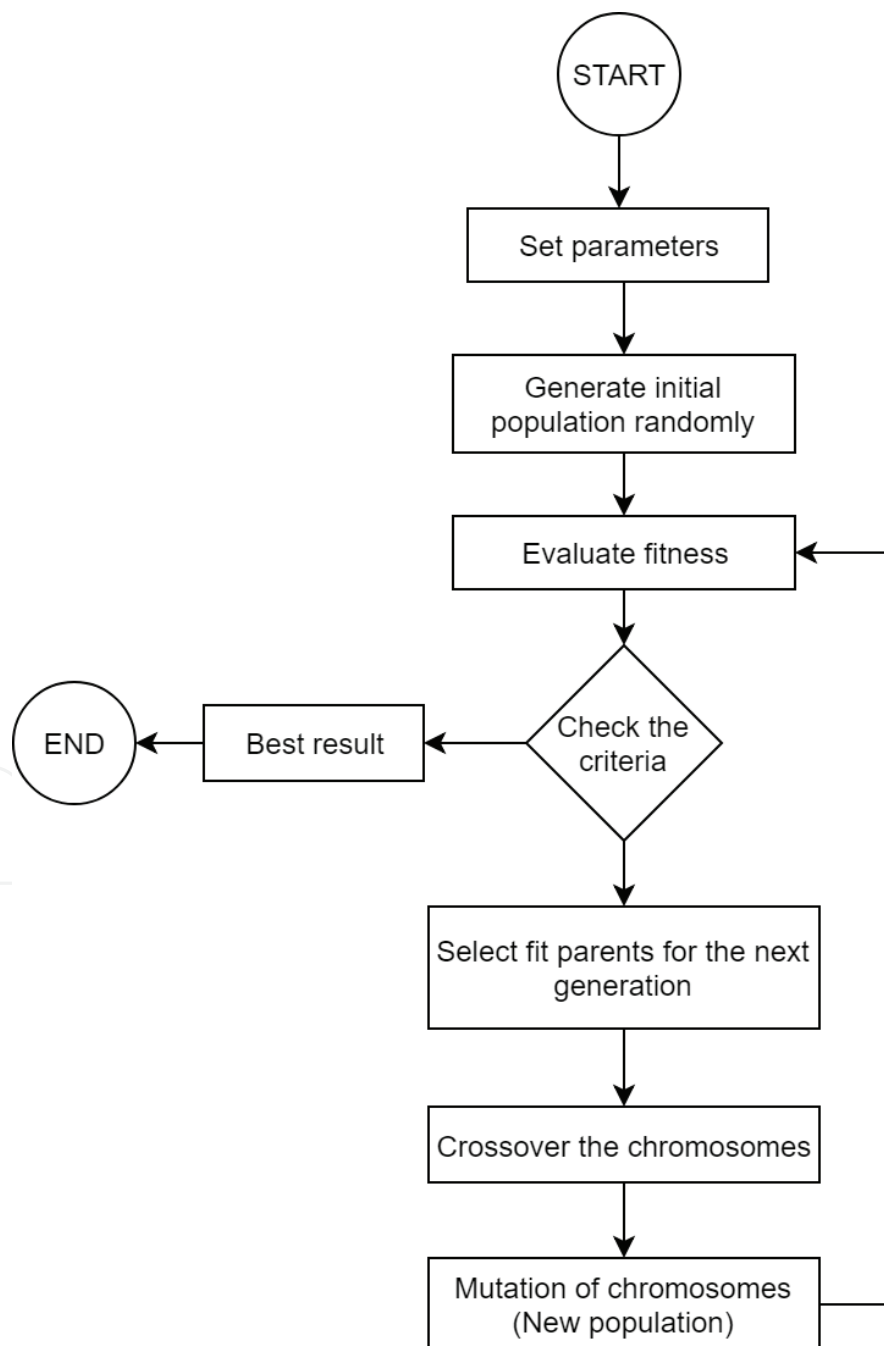 START
Set parameters
Generate initial
population randomly
Evaluate fitness
Check the
criteria
Best result
END
Select fit parents for the next
generation
Crossover the chromosomes
Mutation of chromosomes
(New population)